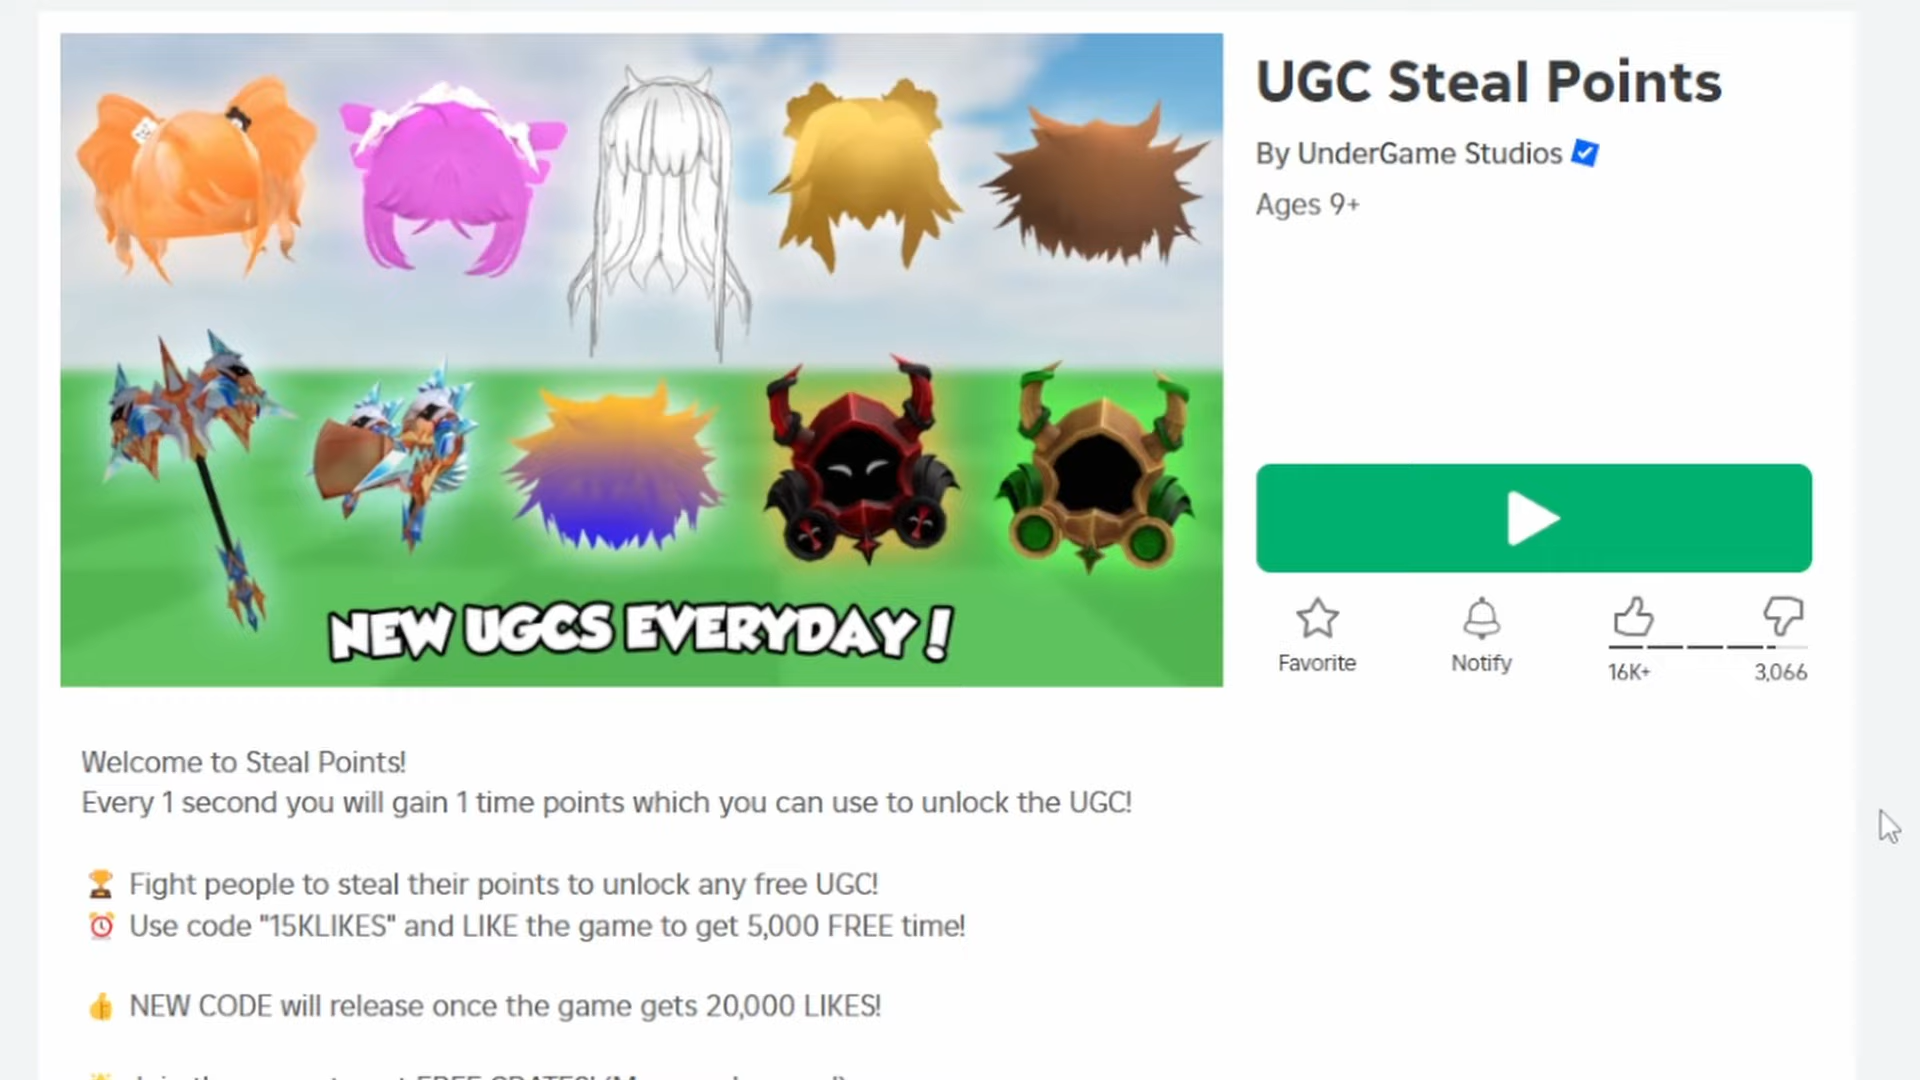 UGC Steal Points
By UnderGame Studios
Ages 9+
NEW UGCS EVERYDAY!
Favorite
Notify
16K+
3,066
Welcome to Steal Points!
Every 1 second you will gain 1 time points which you can use to unlock the UGC!
Fight people to steal their points to unlock any free UGC!
Use code "15KLIKES" and LIKE the game to get 5,000 FREE time!
NEW CODE will release once the game gets 20,000 LIKES!